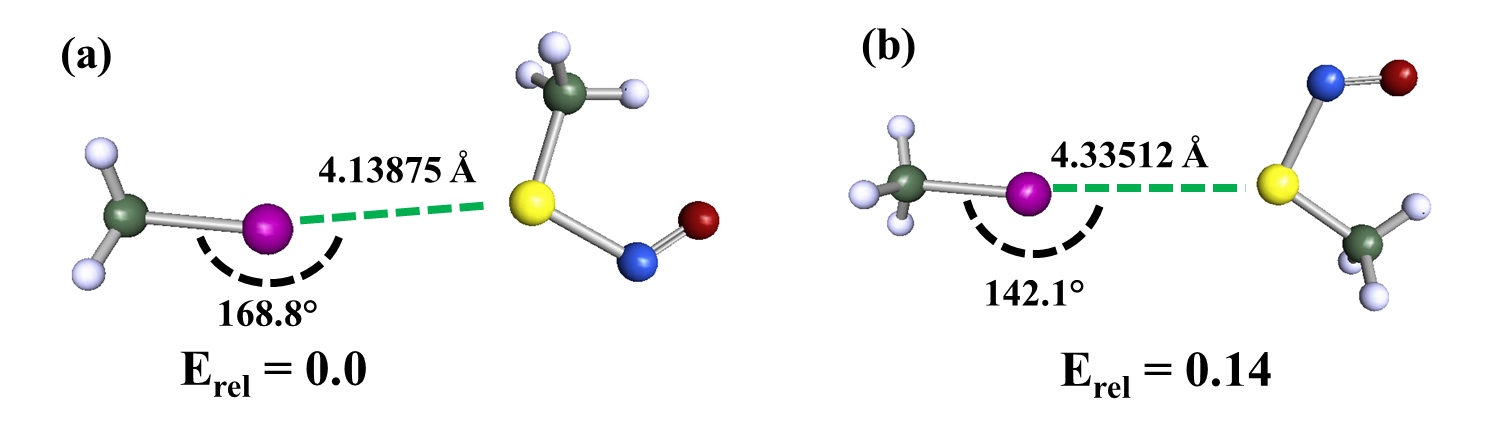 (a)
4.13875 Å
168.8°
E_rel = 0.0
(b)
4.33512 Å
142.1°
E_rel = 0.14